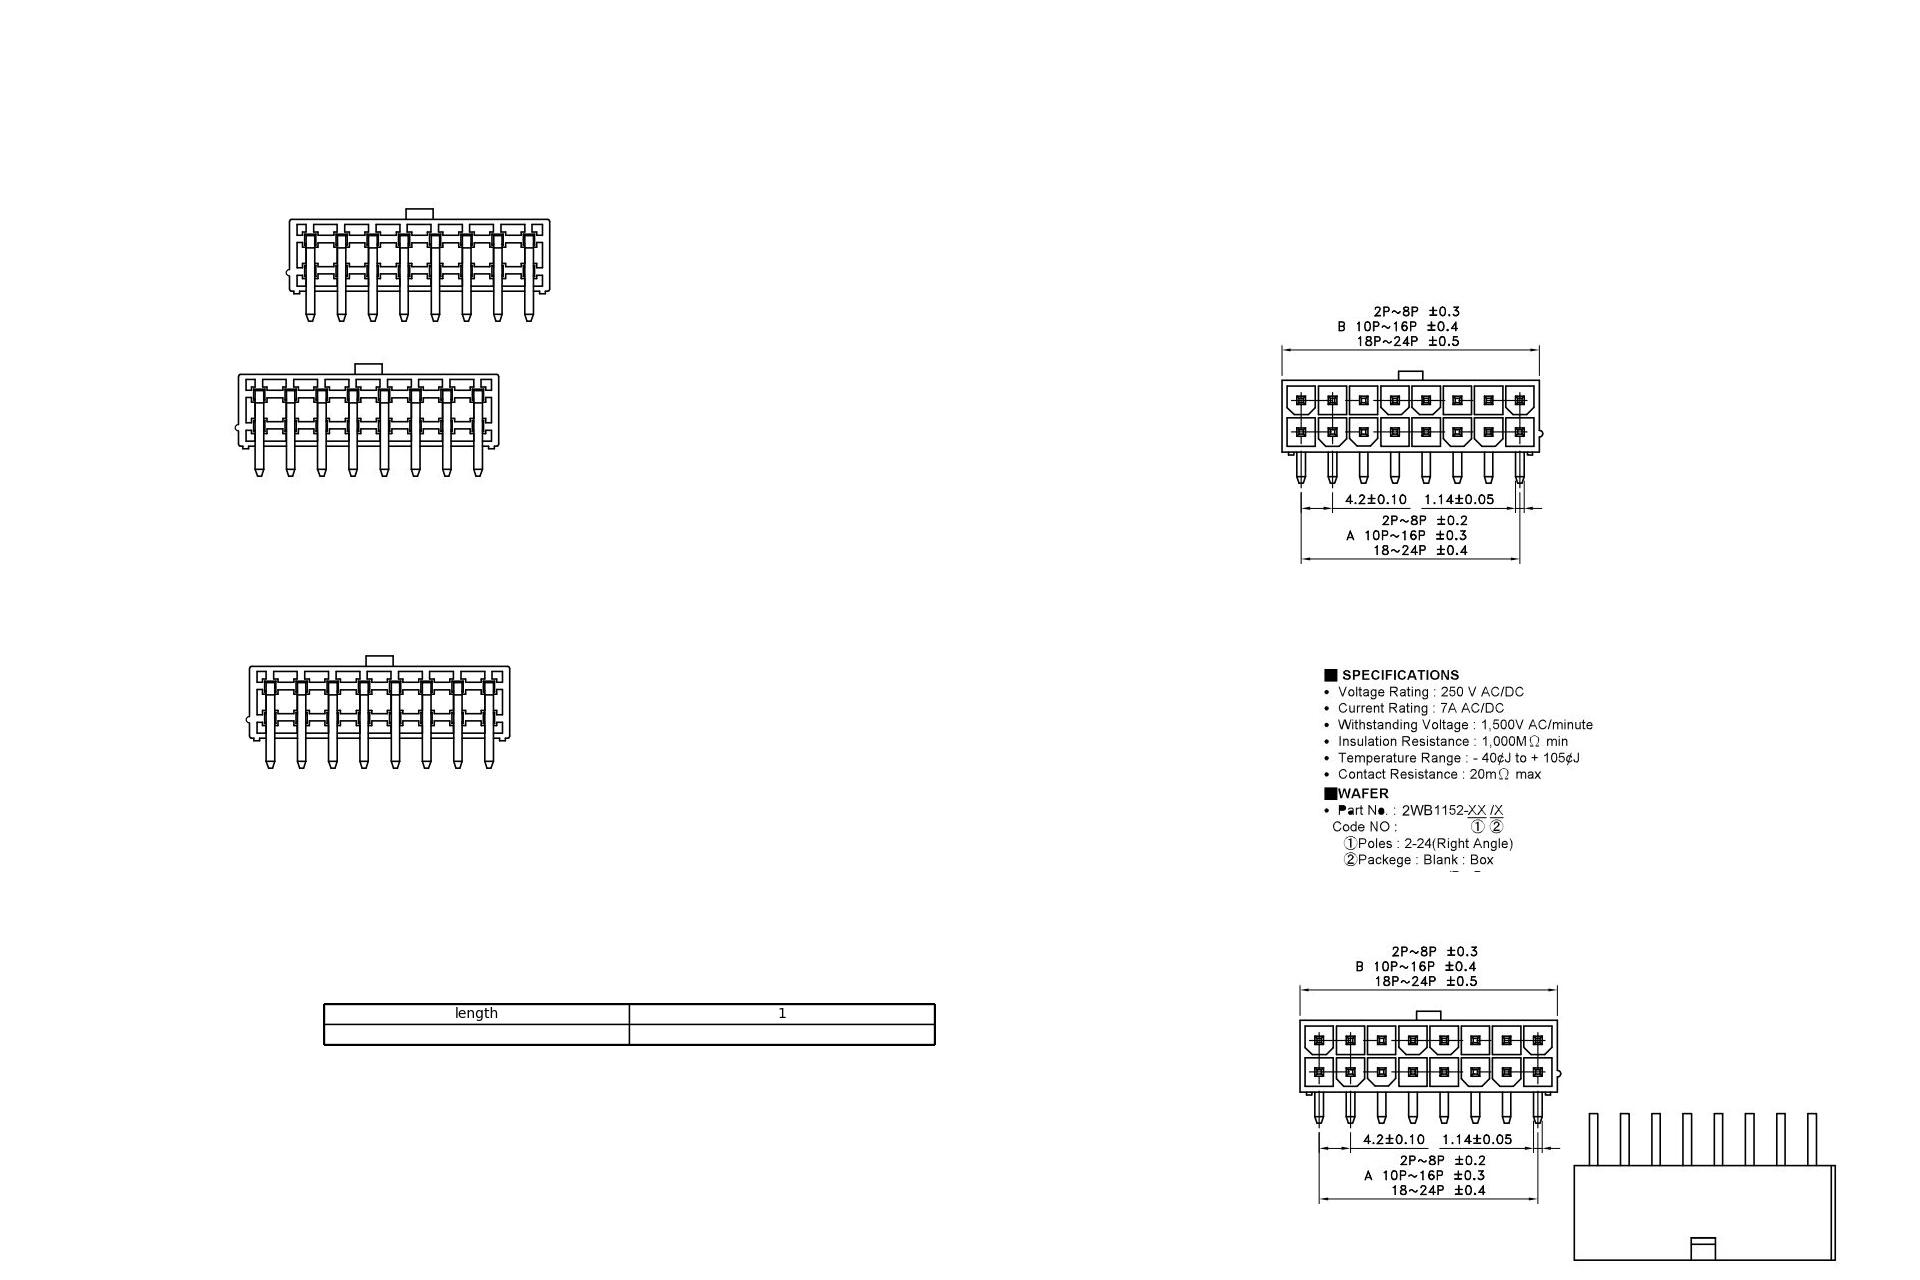 2P~8P ±0.3
B 10P~16P ±0.4
18P~24P ±0.5
4.2±0.10 1.14±0.05
2P~8P ±0.2
A 10P~16P ±0.3
18~24P ±0.4
■ SPECIFICATIONS
• Voltage Rating : 250 V AC/DC
• Current Rating : 7A AC/DC
• Withstanding Voltage : 1,500V AC/minute
• Insulation Resistance : 1,000MΩ min
• Temperature Range : - 40¢J to + 105¢J
• Contact Resistance : 20mΩ max
■WAFER
• Part No. : 2WB1152-XX /X
Code NO : ① ②
①Poles : 2-24(Right Angle)
②Packege : Blank : Box
2P~8P ±0.3
B 10P~16P ±0.4
18P~24P ±0.5
length 1
4.2±0.10 1.14±0.05
2P~8P ±0.2
A 10P~16P ±0.3
18~24P ±0.4